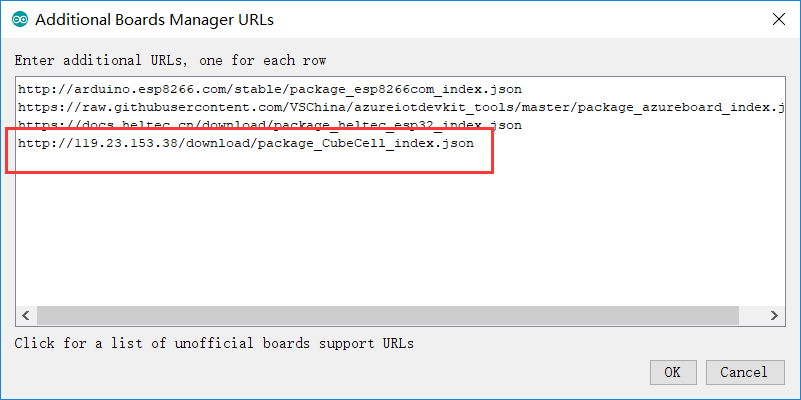 Additional Boards Manager URLs
Enter additional URLs, one for each row
http://arduino.esp8266.com/stable/package_esp8266com_index.json
https://raw.githubusercontent.com/VSChina/azureiotdevkit_tools/master/package_azureboard_index.j
https://docs.heltec.cn/download/package_heltec_esp32_index.json
http://119.23.153.38/download/package_CubeCell_index.json
Click for a list of unofficial boards support URLs
OK Cancel